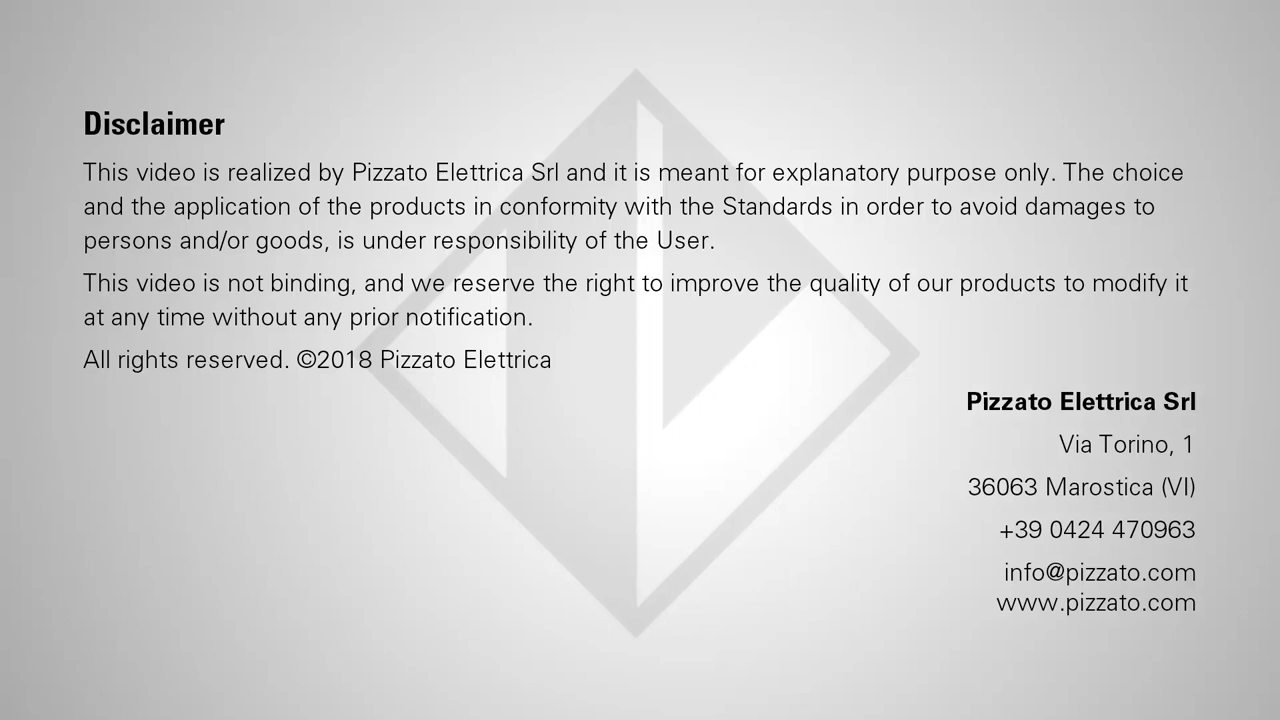 Disclaimer
This video is realized by Pizzato Elettrica Srl and it is meant for explanatory purpose only. The choice
and the application of the products in conformity with the Standards in order to avoid damages to
persons and/or goods, is under responsibility of the User.
This video is not binding, and we reserve the right to improve the quality of our products to modify it
at any time without any prior notification.
All rights reserved. ©2018 Pizzato Elettrica
Pizzato Elettrica Srl
Via Torino, 1
36063 Marostica (VI)
+39 0424 470963
info@pizzato.com
www.pizzato.com